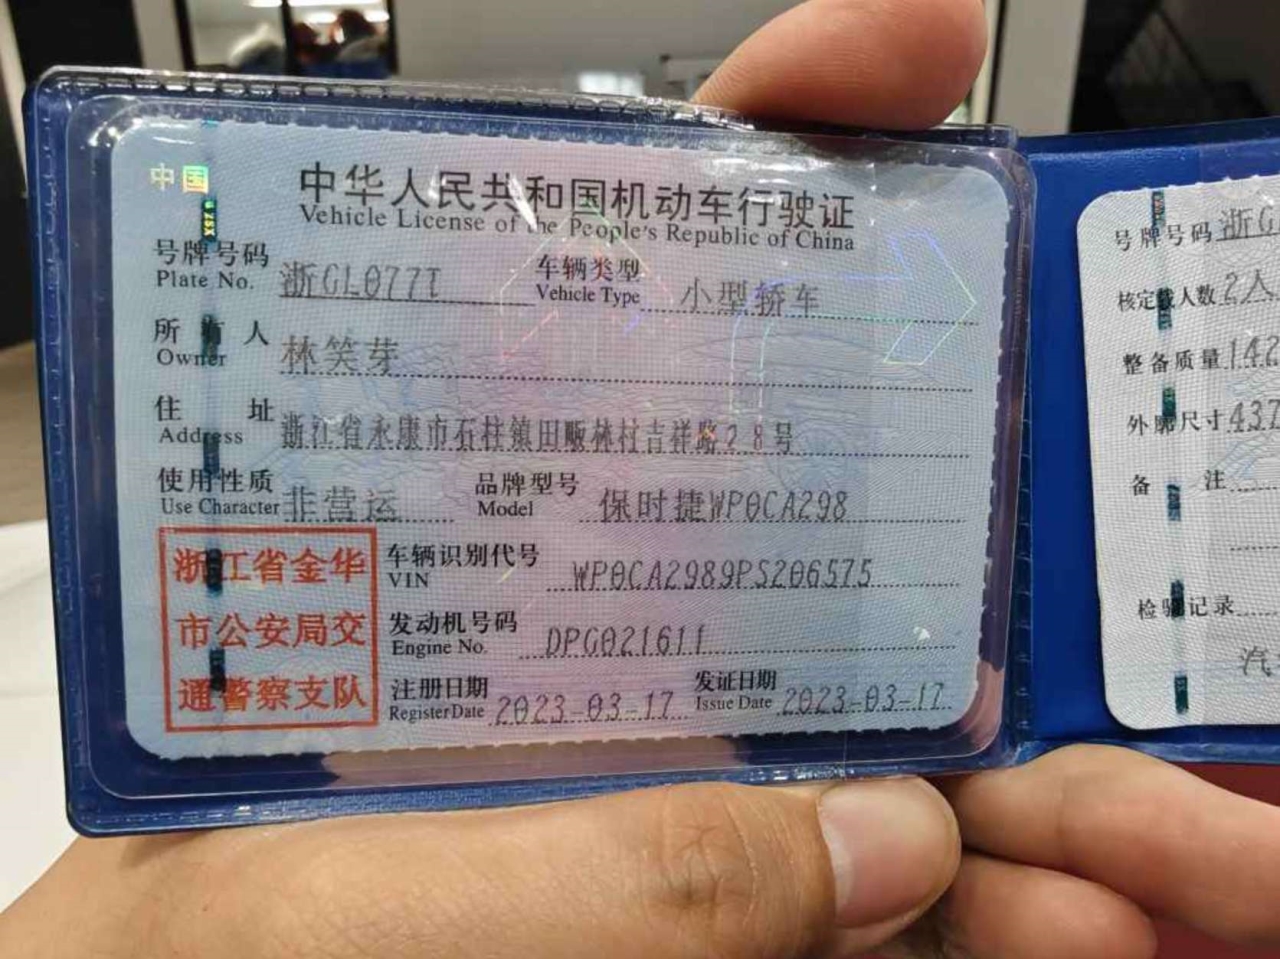 中国
中华人民共和国机动车行驶证
Vehicle License of the People's Republic of China
号牌号码 浙GL077T 车辆类型 小型轿车
Plate No. Vehicle Type
所有人 林笑芽
Owner
住址 浙江省永康市石柱镇田畈林村吉祥路28号
Address
使用性质 非营运 品牌型号 保时捷WP0CA298
Use Character Model
浙江省金华
市公安局交
通警察支队
车辆识别代号 WP0CA2989PS206575
VIN
发动机号码 DPG021611
Engine No.
注册日期 2023-03-17 发证日期 2023-03-17
Register Date Issue Date
号牌号码 浙G
核定载人数 2人
整备质量 142
外廓尺寸 437
备注
检验记录
汽